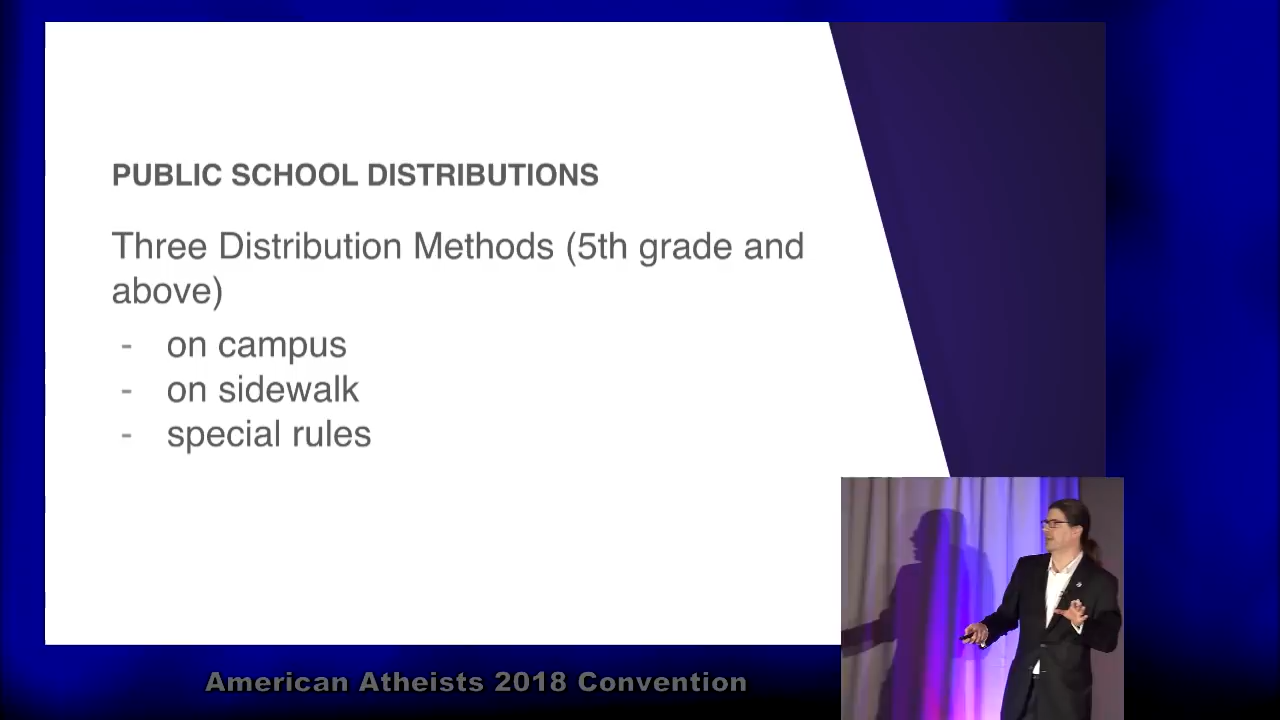 PUBLIC SCHOOL DISTRIBUTIONS
Three Distribution Methods (5th grade and
above)
- on campus
- on sidewalk
- special rules
American Atheists 2018 Convention